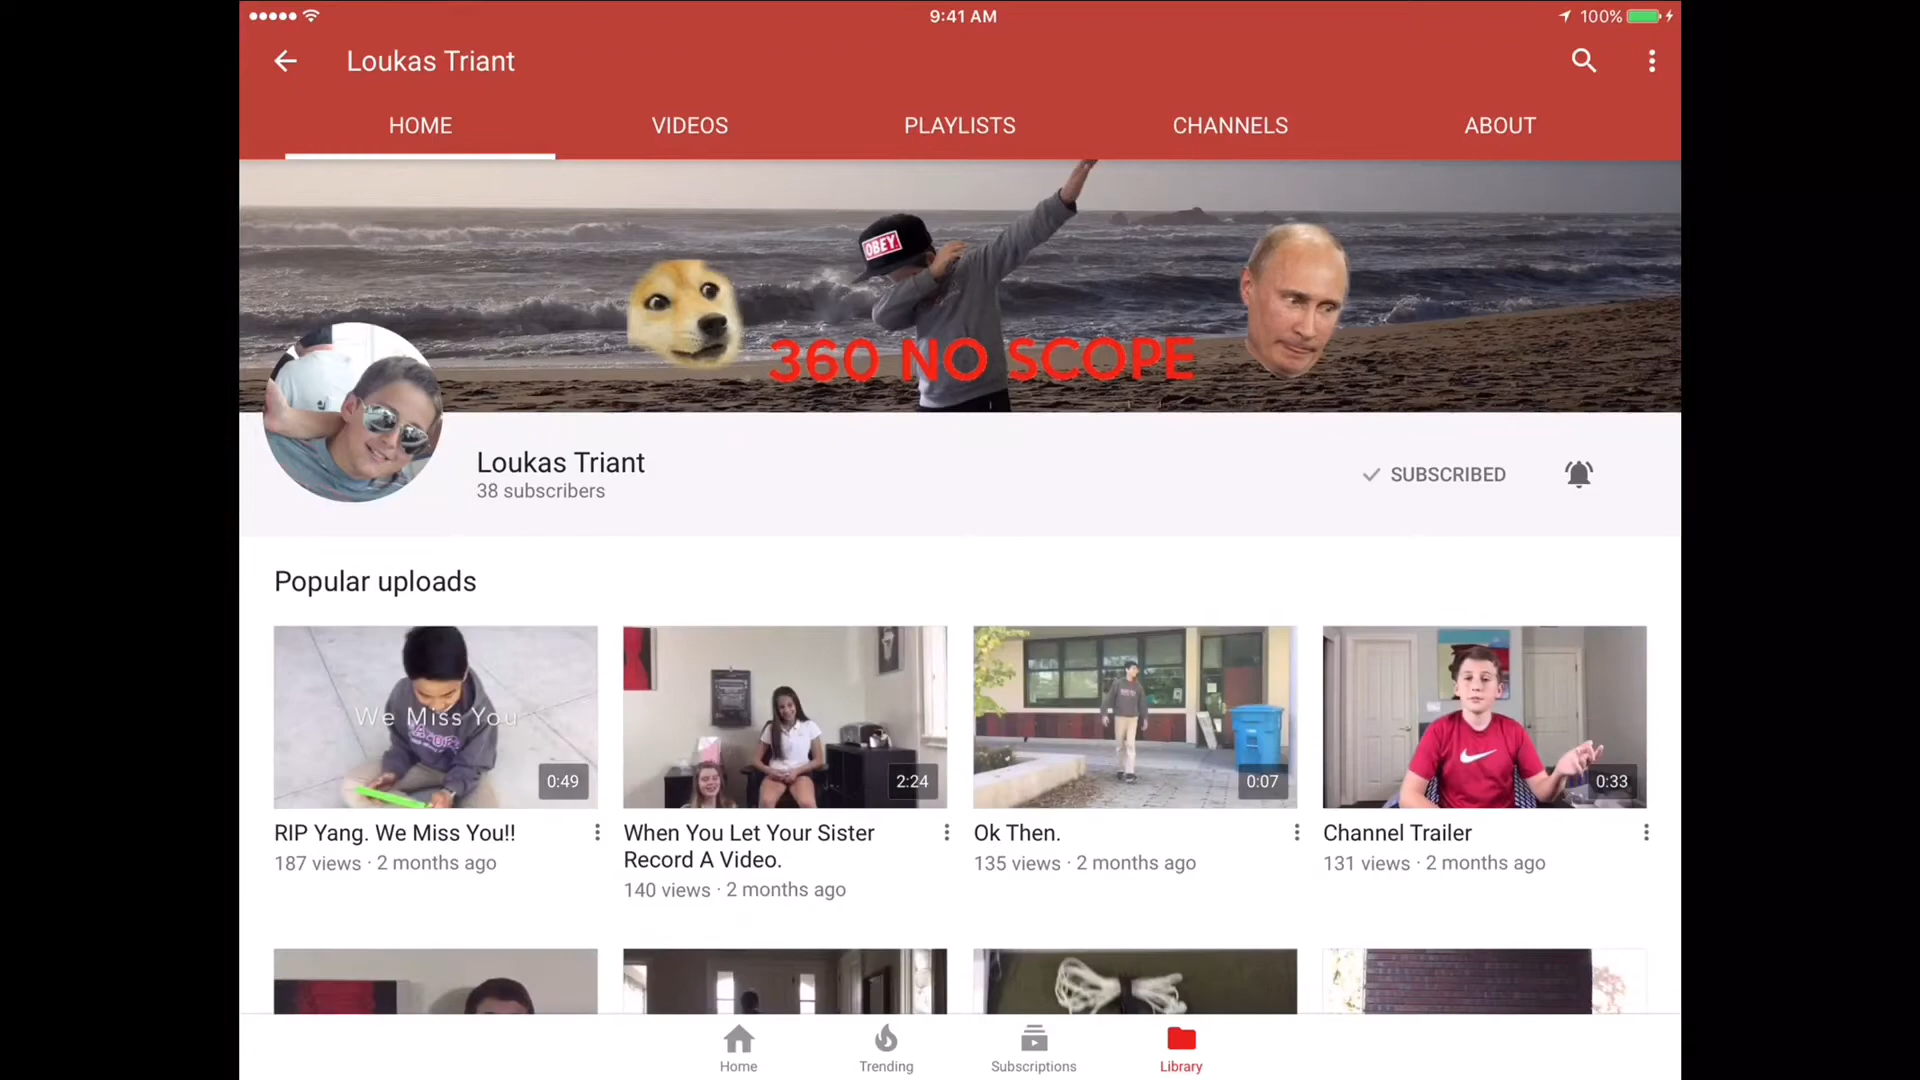 9:41 AM
100%
Loukas Triant
HOME
VIDEOS
PLAYLISTS
CHANNELS
ABOUT
OBEY.
360 NO SCOPE
Loukas Triant
38 subscribers
SUBSCRIBED
Popular uploads
We Miss You
0:49
2:24
0:07
0:33
RIP Yang. We Miss You!!
187 views · 2 months ago
When You Let Your Sister
Record A Video.
140 views · 2 months ago
Ok Then.
135 views · 2 months ago
Channel Trailer
131 views · 2 months ago
Home
Trending
Subscriptions
Library